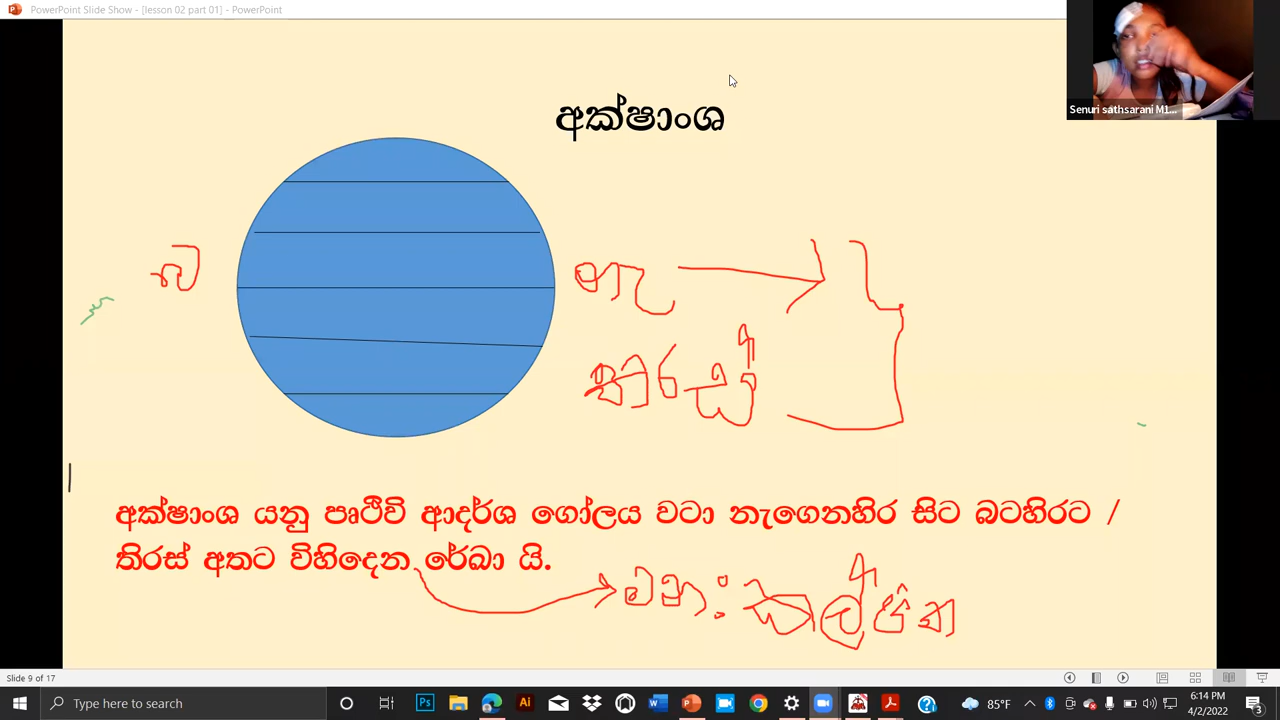 PowerPoint Slide Show - [lesson 02 part 01] - PowerPoint
Senuri sathsarani M1...
අක්ෂාංශ
බ
නැ
තිරස්
අක්ෂාංශ යනු පෘථිවි ආදර්ශ ගෝලය වටා නැගෙනහිර සිට බටහිරට /
තිරස් අතට විහිදෙන රේඛා යි.
මන:කල්පිත
Slide 9 of 17
Type here to search
85°F
6:14 PM
4/2/2022
3